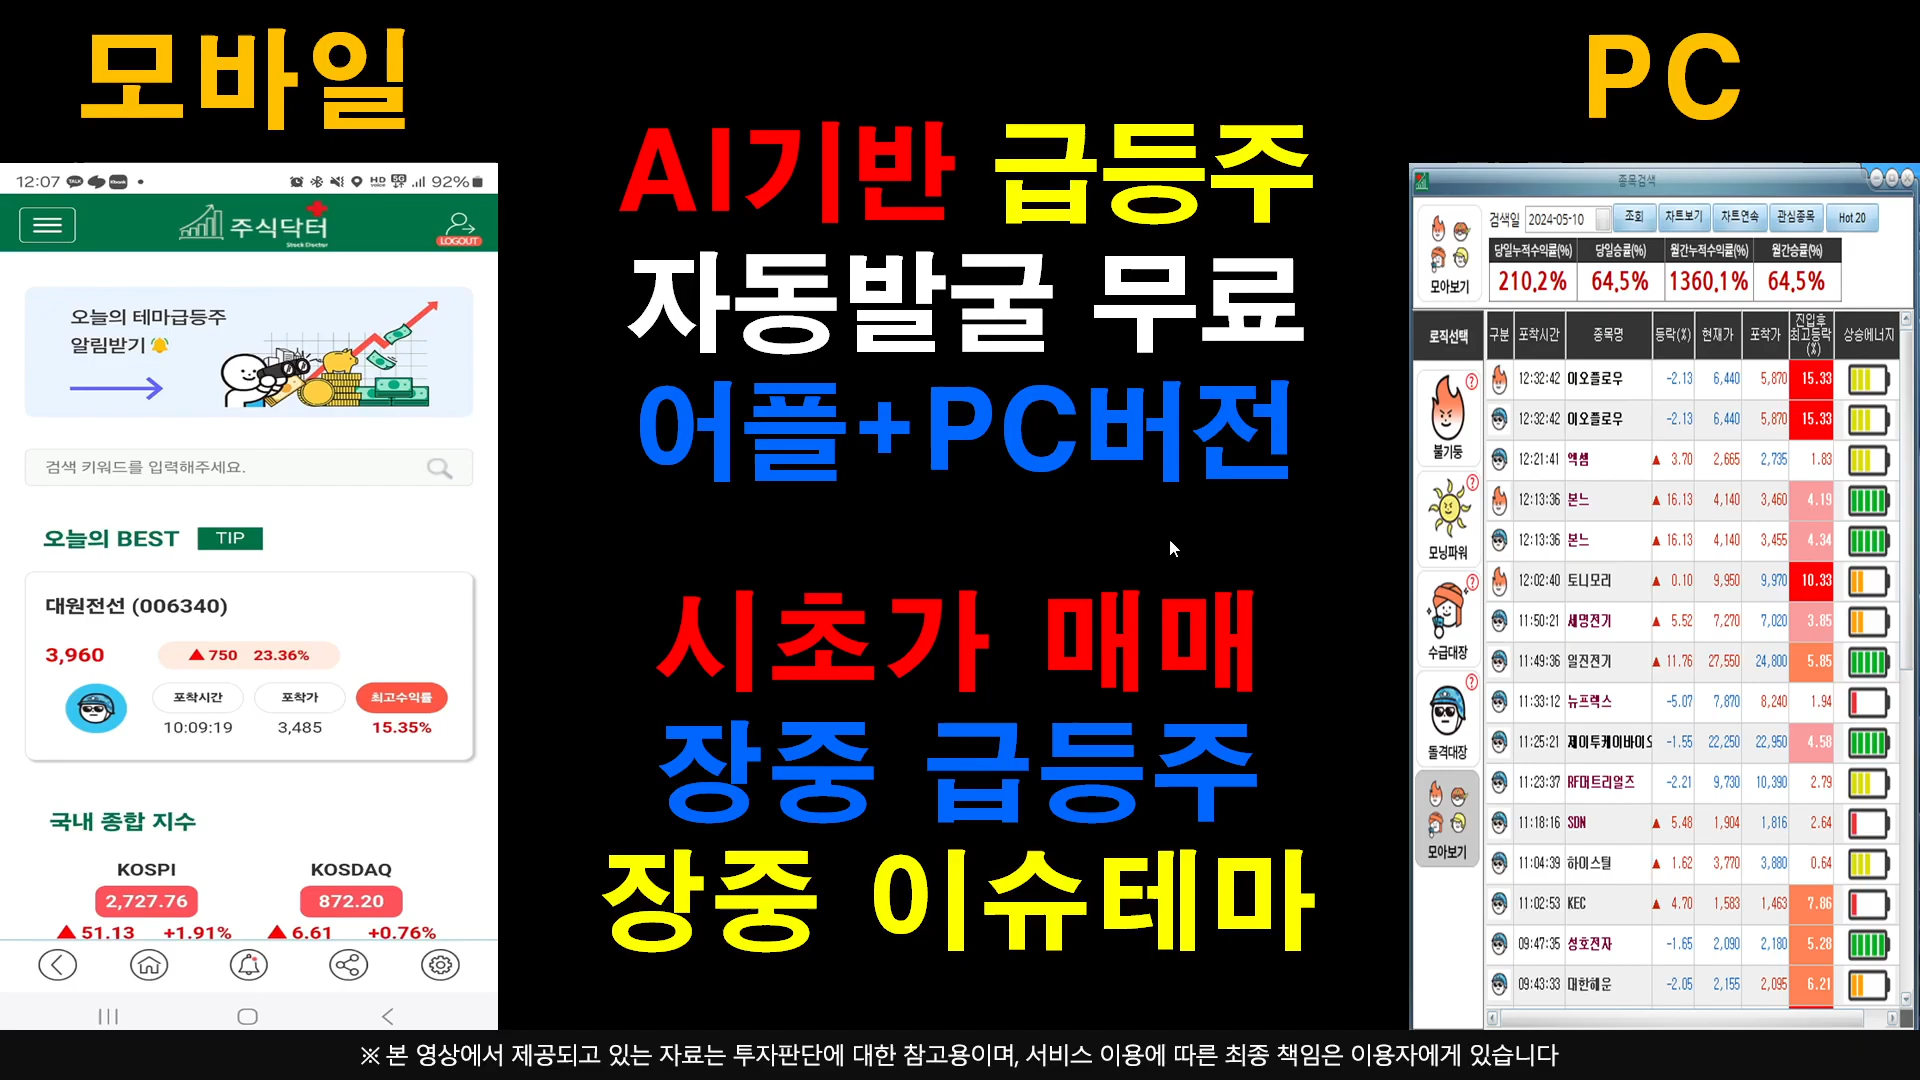 모바일
PC
AI기반 급등주
자동발굴 무료
어플+PC버전
시초가 매매
장중 급등주
장중 이슈테마
12:07
92%
주식닥터
Stock Doctor
LOGOUT
오늘의 테마급등주
알림받기
검색 키워드를 입력해주세요.
오늘의 BEST TIP
대원전선 (006340)
3,960 ▲ 750 23.36%
포착시간 포착가 최고수익률
10:09:19 3,485 15.35%
국내 종합 지수
KOSPI KOSDAQ
2,727.76 872.20
▲ 51.13 +1.91% ▲ 6.61 +0.76%
종목검색
검색일 2024-05-10 조회 차트보기 차트연속 관심종목 Hot 20
당일누적수익률(%) 당일승률(%) 월간누적수익률(%) 월간승률(%)
210,2% 64,5% 1360,1% 64,5%
모아보기
로직선택
불기둥
모닝파워
수급대장
돌격대장
모아보기
구분 포착시간 종목명 등락(%) 현재가 포착가 진입후 최고등락 (%) 상승에너지
12:32:42 이오플로우 -2.13 6,440 5,870 15.33
12:32:42 이오플로우 -2.13 6,440 5,870 15.33
12:21:41 엑셈 ▲ 3.70 2,665 2,735 1.83
12:13:36 본느 ▲ 16.13 4,140 3,460 4.19
12:13:36 본느 ▲ 16.13 4,140 3,455 4.34
12:02:40 토니모리 ▲ 0.10 9,950 9,970 10.33
11:50:21 세명전기 ▲ 5.52 7,270 7,020 3.85
11:49:36 일진전기 ▲ 11.76 27,550 24,800 5.85
11:33:12 뉴프렉스 -5.07 7,870 8,240 1.94
11:25:21 제이투케이바이오 -1.55 22,250 22,950 4.58
11:23:37 RF머트리얼즈 -2.21 9,730 10,390 2.79
11:18:16 SDN ▲ 5.48 1,904 1,816 2.64
11:04:39 하이스틸 ▲ 1.62 3,770 3,880 0.64
11:02:53 KEC ▲ 4.70 1,583 1,463 7.86
09:47:35 성호전자 -1.65 2,090 2,180 5.28
09:43:33 대한해운 -2.05 2,155 2,095 6.21
※ 본 영상에서 제공되고 있는 자료는 투자판단에 대한 참고용이며, 서비스 이용에 따른 최종 책임은 이용자에게 있습니다